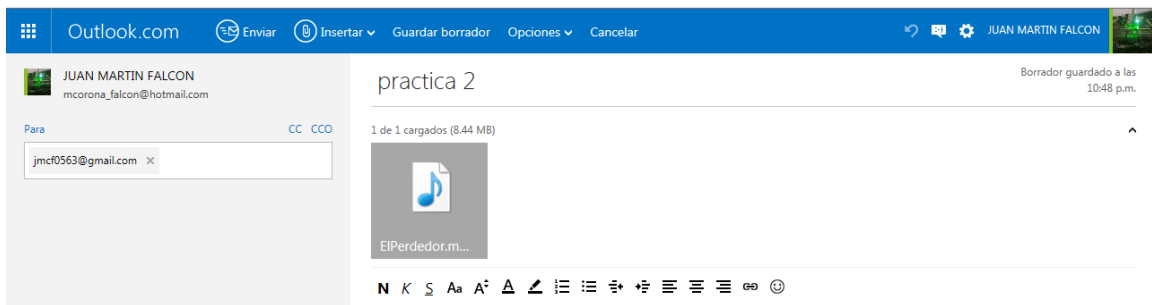 Outlook.com Enviar Insertar Guardar borrador Opciones Cancelar JUAN MARTIN FALCON
JUAN MARTIN FALCON
mcorona_falcon@hotmail.com
Para CC CCO
jmcf0563@gmail.com ×
practica 2
Borrador guardado a las
10:48 p.m.
1 de 1 cargados (8.44 MB)
ElPerdedor.m...
N K S Aa A A